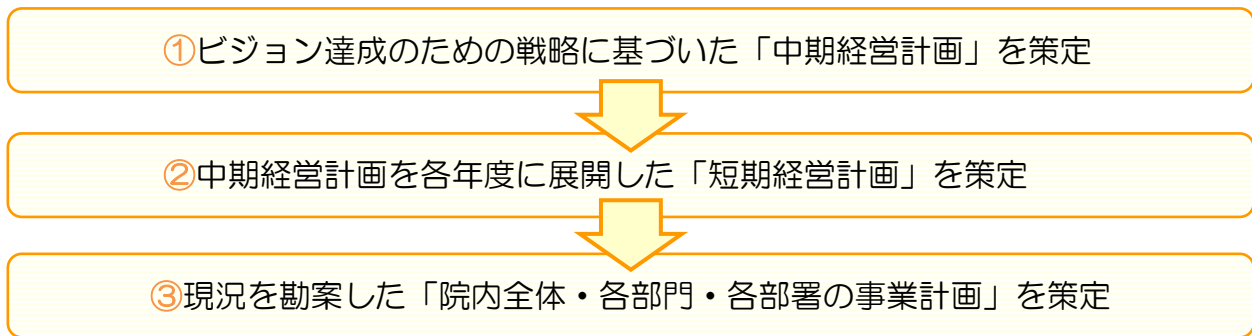 ①ビジョン達成のための戦略に基づいた「中期経営計画」を策定
②中期経営計画を各年度に展開した「短期経営計画」を策定
③現況を勘案した「院内全体・各部門・各部署の事業計画」を策定